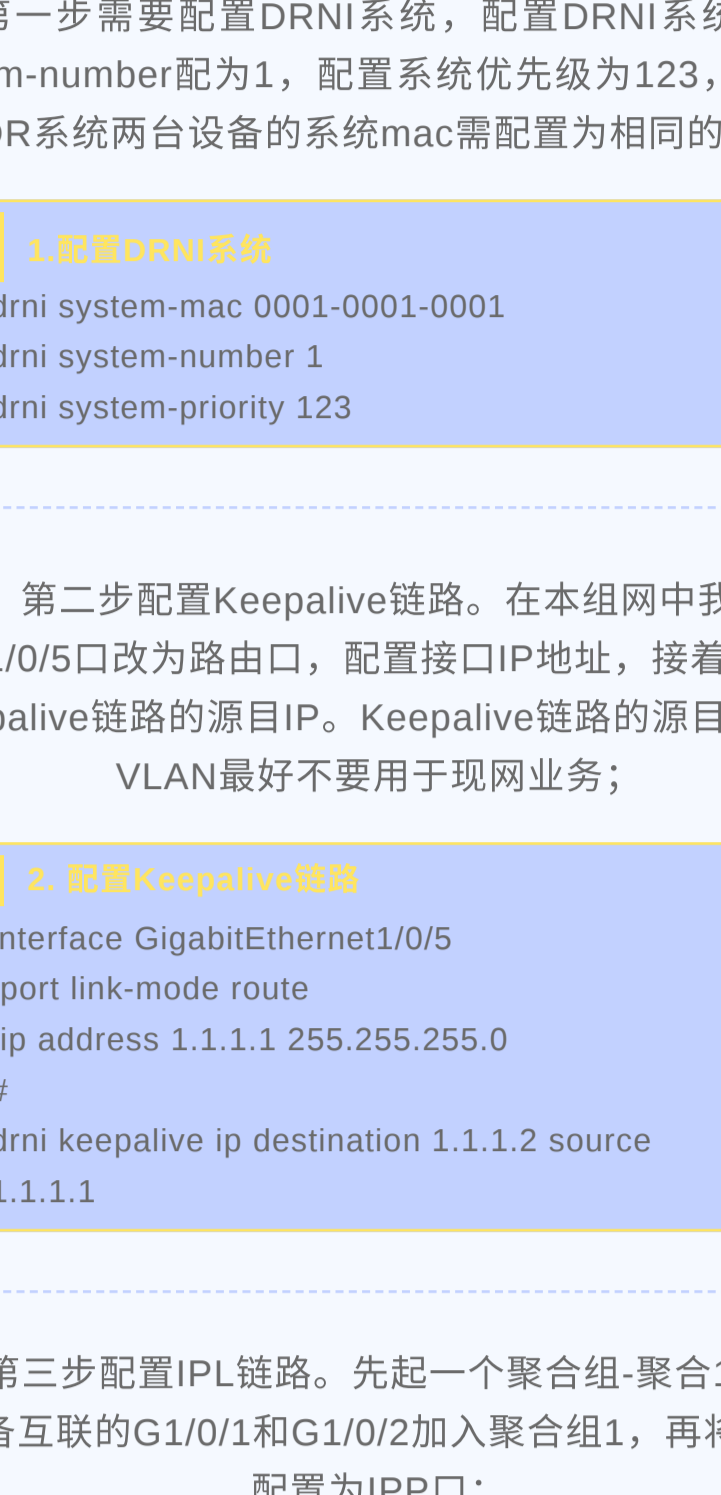 第一步需要配置DRNI系统，配置DRNI系统
m-number配为1，配置系统优先级为123，
DR系统两台设备的系统mac需配置为相同的
1.配置DRNI系统
drni system-mac 0001-0001-0001
drni system-number 1
drni system-priority 123
第二步配置Keepalive链路。在本组网中我
1/0/5口改为路由口，配置接口IP地址，接着
palive链路的源目IP。Keepalive链路的源目
VLAN最好不要用于现网业务；
2. 配置Keepalive链路
nterface GigabitEthernet1/0/5
port link-mode route
ip address 1.1.1.1 255.255.255.0
#
drni keepalive ip destination 1.1.1.2 source
1.1.1.1
第三步配置IPL链路。先起一个聚合组-聚合1
备互联的G1/0/1和G1/0/2加入聚合组1，再将
配置为IPP口：